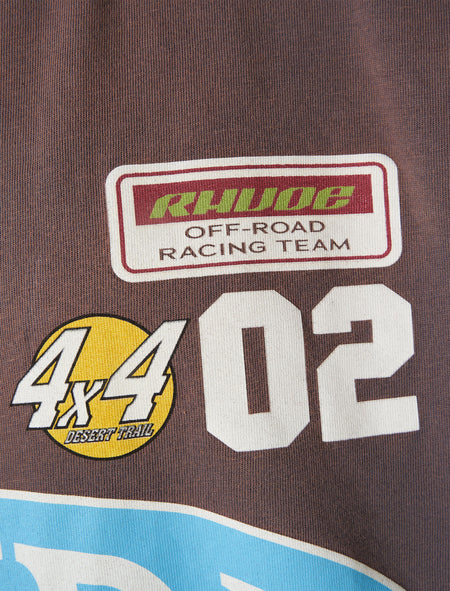 RHUDE
OFF-ROAD
RACING TEAM
02
4x4
DESERT TRAIL